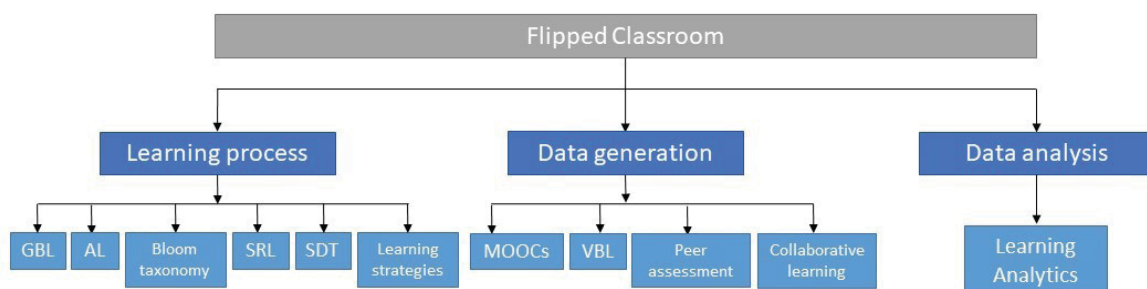 Flipped Classroom
Learning process
Data generation
Data analysis
GBL
AL
Bloom
taxonomy
SRL
SDT
Learning
strategies
MOOCs
VBL
Peer
assessment
Collaborative
learning
Learning
Analytics